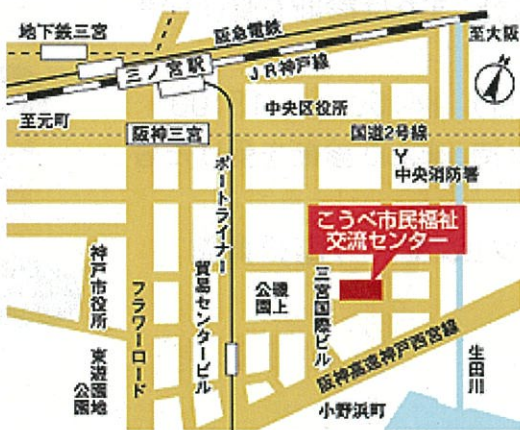 地下鉄三宮
阪急電鉄
至大阪
三ノ宮駅
JR神戸線
N
至元町
中央区役所
阪神三宮
国道2号線
Y
中央消防署
ポートライナー
こうべ市民福祉
交流センター
神戸市役所
フラワーロード
貿易センタービル
磯上
公園
三宮国際ビル
阪神高速神戸西宮線
生田川
東遊園地
公園
小野浜町